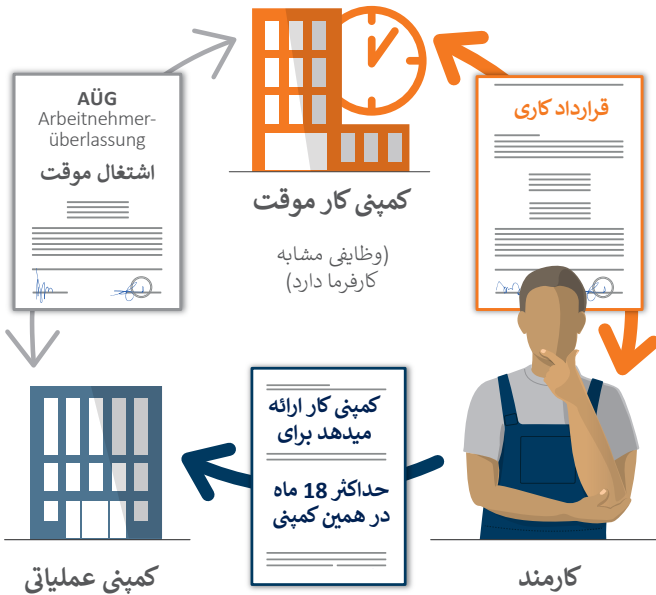 AÜG
Arbeitnehmer-
überlassung
اشتغال موقت
قرارداد کاری
کمپنی کار موقت
(وظایفی مشابه
کارفرما دارد)
کمپنی کار ارائه
میدهد برای
حداکثر 18 ماه
در همین کمپنی
کمپنی عملیاتی
کارمند